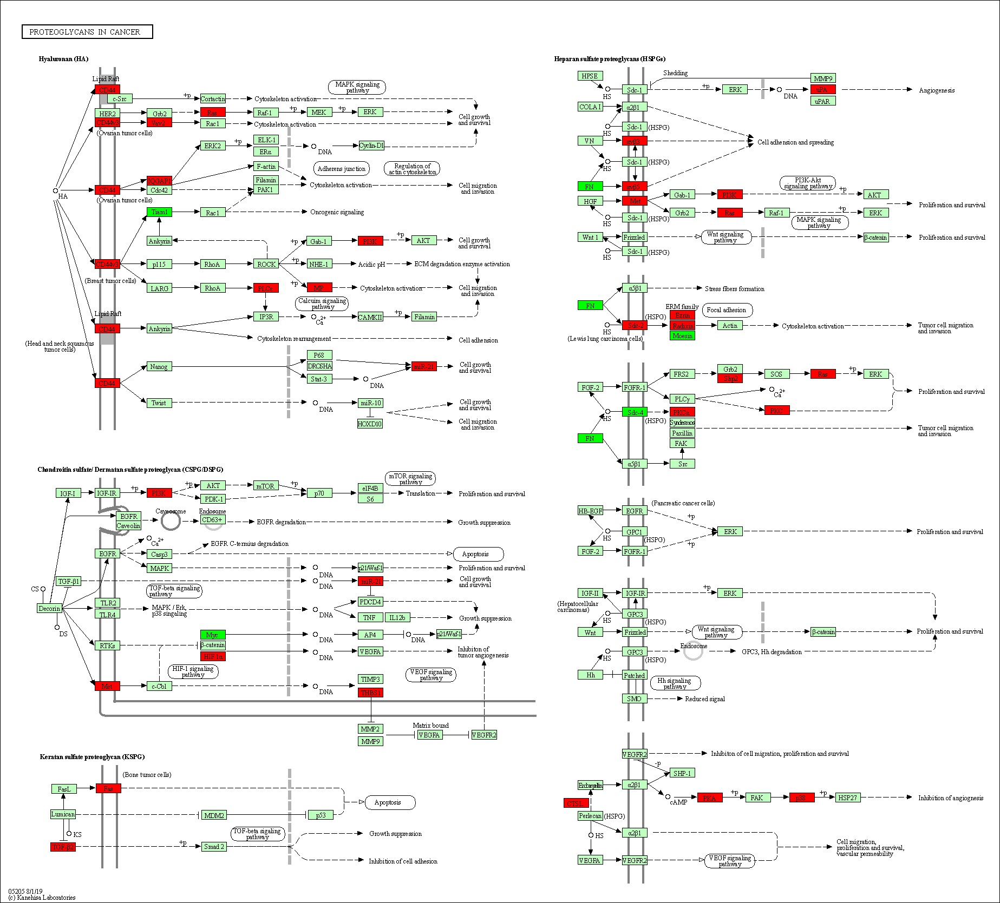 PROTEOGLYCANS IN CANCER
Hyaluronan (HA)
Lipid Raft
CD44
c-Src
+p
Cortactin
Cytoskeleton activation
MAPK signaling
pathway
HER2
Grb2
Ras
Raf-1
+p
MEK
+p
ERK
Cell growth
and survival
CD44v3
Vav2
Rac1
Cytoskeleton activation
(Ovarian tumor cells)
ERK2
+p
ELK-1
ERα
DNA
Cyclin-D1
F-actin
Adherens junction
Regulation of
actin cytoskeleton
IQGAP1
Filamin
Cytoskeleton activation
Cell migration
and invasion
HA
CD44
Cdc42
PAK1
(Ovarian tumor cells)
Tiam1
Rac1
Oncogenic signaling
Ankyrin
+p
Gab-1
PI3K
+p
AKT
Cell growth
and survival
CD44v3
p115
RhoA
ROCK
+p
NHE-1
Acidic pH
ECM degradation enzyme activation
(Breast tumor cells)
LARG
RhoA
PLCε
+p
MP
Cytoskeleton activation
Cell migration
and invasion
Calcuim signaling
pathway
Lipid Raft
IP3R
Ca2+
CAMKII
+p
Filamin
CD44
Ankyrin
Cytoskeleton rearrangement
Cell adhesion
(Head and neck squamous
tumor cells)
Nanog
P68
DROSHA
Stat-3
DNA
miR-21
Cell growth
and survival
CD44
Twist
DNA
miR-10
HOXD10
Cell growth
and survival
Cell migration
and invasion
Chondroitin sulfate/ Dermatan sulfate proteoglycan (CSPG/DSPG)
IGF-I
IGF-IR
+p
PI3K
+p
AKT
PDK-1
mTOR
+p
p70
eIF4B
S6
mTOR signaling
pathway
Translation
Proliferation and survival
EGFR
Caveolin
Caveosome
Endosome
CD63+
EGFR degradation
Growth suppression
Ca2+
EGFR C-termius degradation
EGFR
Casp3
Apoptosis
MAPK
DNA
p21/Waf-1
Proliferation and survival
TGF-β1
DNA
miR-21
Cell growth
and survival
CS
TGF-beta signaling
pathway
Decorin
TLR2
TLR4
MAPK / Erk,
p38 singaling
DNA
PDCD4
TNF
IL12b
Growth suppression
DS
Myc
DNA
AP4
DNA
p21/Waf-1
RTKs
β-catenin
HIF-1α
DNA
VEGFA
Inhibiton of
tumor angiogenesis
HIF-1 signaling
pathway
VEGF signaling
pathway
Met
c-Cbl
DNA
TIMP3
THBS1
MMP2
MMP9
Matrix bound
VEGFA
VEGFR2
Keratan sulfate proteoglycan (KSPG)
(Bone tumor cells)
FasL
Fas
Apoptosis
Lumican
MDM2
p53
KS
TGF-β2
+p
Smad 2
TGF-beta sigaling
pathway
Growth suppression
Inhibition of cell adhesion
05205 8/1/19
(c) Kanehisa Laboratories
Heparan sulfate proteoglycans (HSPGs)
HPSE
HS
Sdc-1
Shedding
+p
ERK
DNA
MMP9
uPA
uPAR
Angiogenesis
COLAI
α2β1
HS
Sdc-1
(HSPG)
VN
αvβ3
Cell adhension and spreading
HS
Sdc-1
(HSPG)
FN
αvβ5
HGF
Met
Gab-1
PI3K
PI3K-Akt
signaling pathway
+p
AKT
Proliferation and survival
HS
Sdc-1
(HSPG)
Grb2
Ras
Raf-1
+p
ERK
MAPK signaling
pathway
Wnt 1
Frizzled
Wnt signaling
pathway
β-catenin
Proliferation and survival
HS
Sdc-1
(HSPG)
α5β1
Stress fibers formation
FN
(HSPG)
ERM family
Ezrin
Radixin
Moesin
Focal adhesion
HS
Sdc-2
Actin
Cytoskeleton activation
Tumor cell migration
and invasion
(Lewis lung carcinoma cells)
FRS2
Grb2
Shp2
SOS
Ras
+p
ERK
FGF-2
FGFR-1
PLCγ
Ca2+
Proliferation and survival
HS
Sdc-4
(HSPG)
PKCα
PKC
Syndesmos
Paxillin
FAK
Tumor cell migration
and invasion
FN
α5β1
Src
(Pancreatic cancer cells)
HB-EGF
EGFR
+p
HS
GPC1
(HSPG)
ERK
Proliferation and survival
FGF-2
FGFR-1
+p
IGF-II
IGF-IR
+p
ERK
(Hepatocellular
carcinomas)
HS
GPC3
(HSPG)
Wnt
Frizzled
Wnt signaling
pathway
β-catenin
Proliferation and survival
HS
GPC3
(HSPG)
Endosome
GPC3, Hh degradation
Hh
Patched
Hh signaling
pathway
SMO
Reduced signal
VEGFR2
Inhibiton of cell migration, proliferation and survival
-p
SHP-1
Endorepellin
α2β1
cAMP
PKA
+p
FAK
p38
+p
HSP27
Inhibition of angiognesis
CTSL
Perlecan
(HSPG)
HS
α2β1
Cell migration,
proliferation and survival,
vascular permeability
VEGFA
VEGFR2
VEGF signaling
pathway